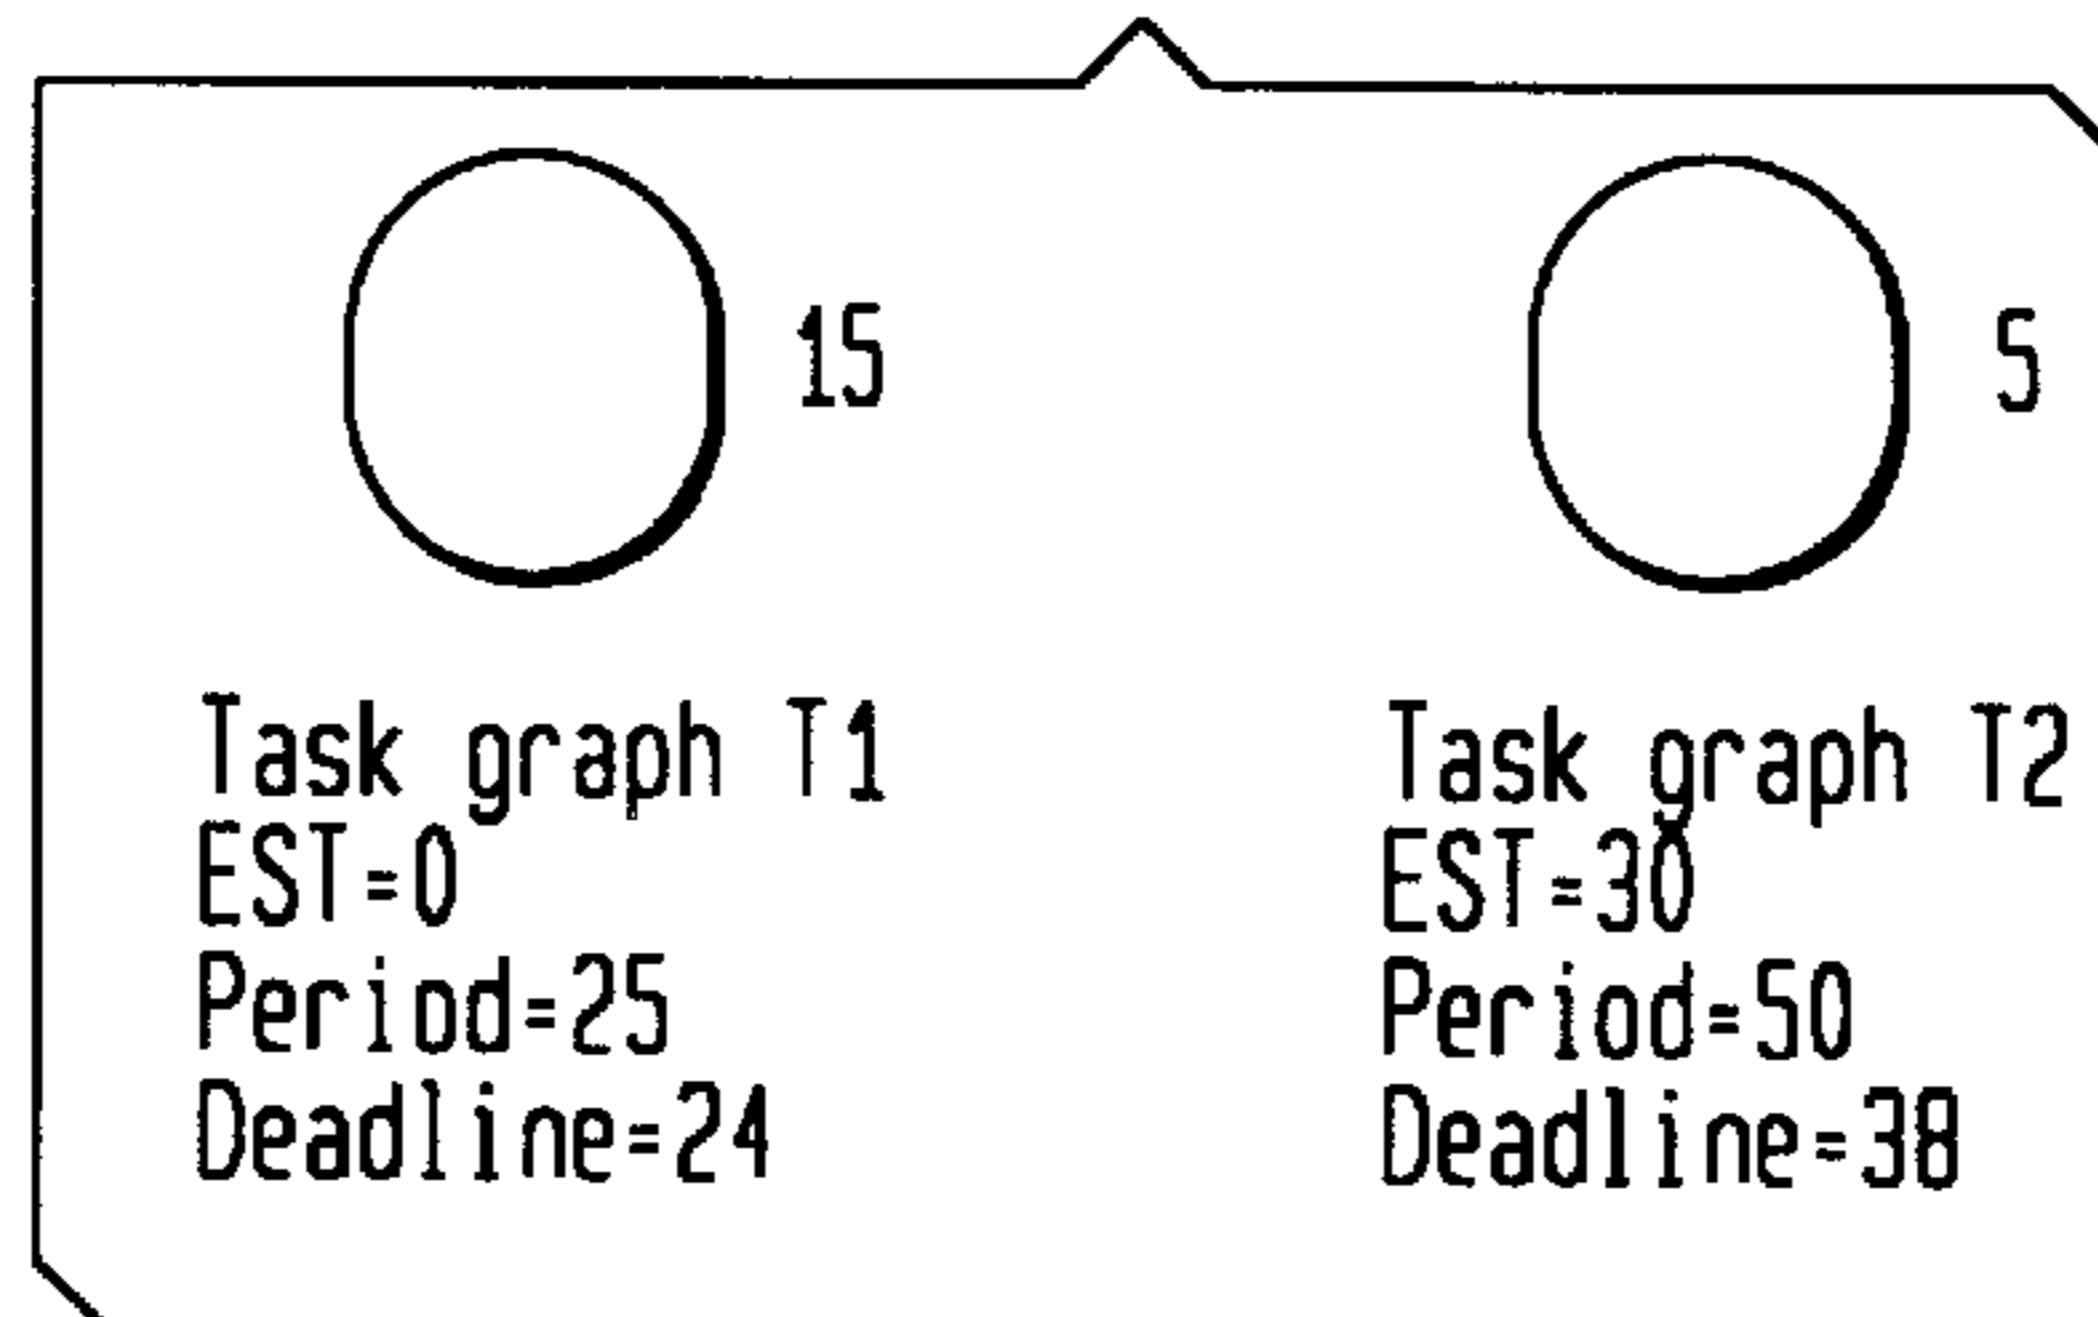 15
5
Task graph T1
EST=0
Period=25
Deadline=24
Task graph T2
EST=30
Period=50
Deadline=38